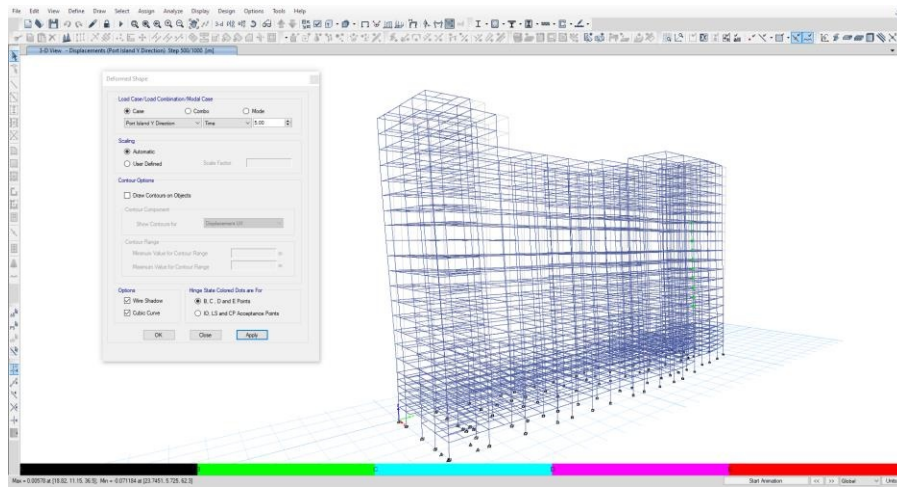 File Edit View Define Draw Select Assign Analyze Display Design Options Tools Help
3-D View - Displacements (Port Island Y Direction) Step 500/1000 [m]
Deformed Shape
Load Case/Load Combination/Modal Case
Case Combo Mode
Port Island Y Direction Time 5.00
Scaling
Automatic
User Defined Scale Factor
Contour Options
Draw Contours on Objects
Contour Component
Show Contours for
Contour Range
Minimum Value for Contour Range
Maximum Value for Contour Range
Options
Wire Shadow
Cubic Curve
Hinge State Colored Dots are For
B, C, D and E Points
IO, LS and CP Acceptance Points
OK Close Apply
Start Animation << >> Global